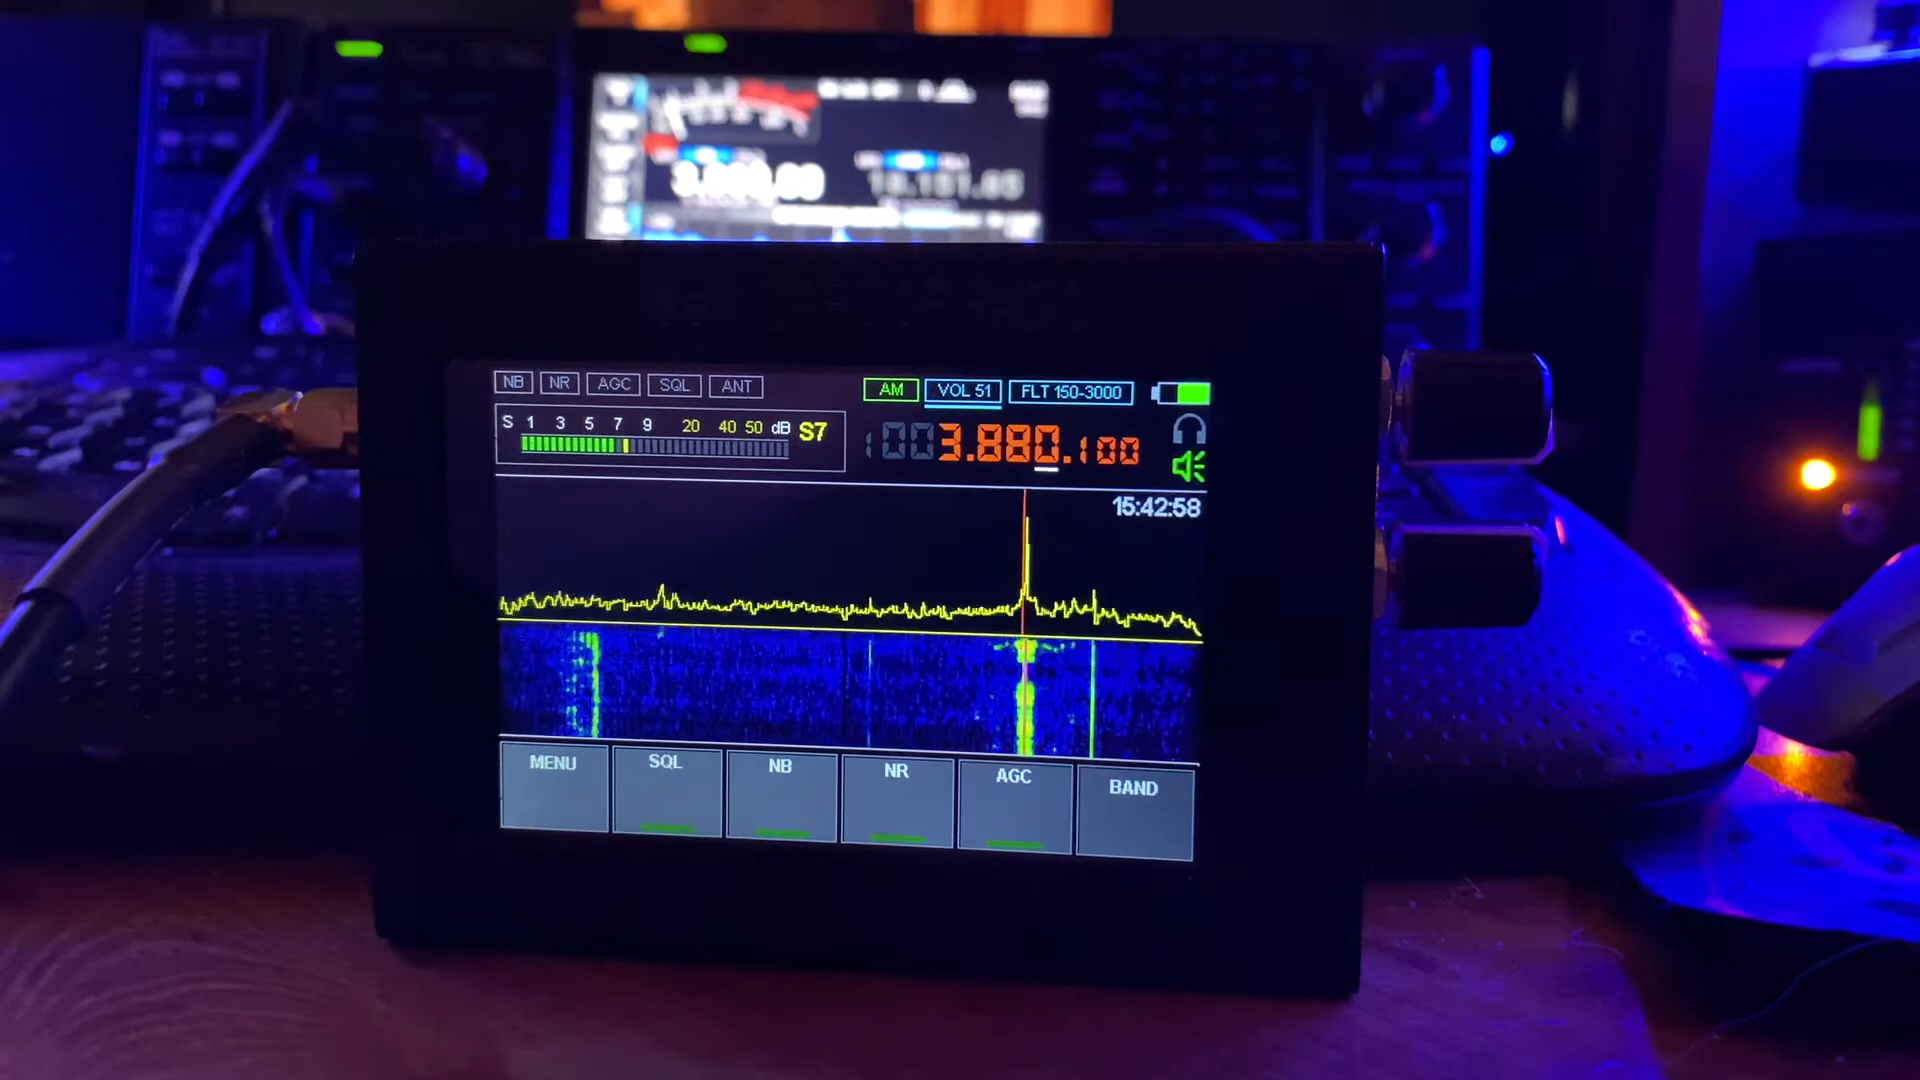 NB NR AGC SQL ANT
AM VOL 51 FLT 150-3000
S 1 3 5 7 9 20 40 50 dB S7
100 3.880.100
15:42:58
MENU SQL NB NR AGC BAND